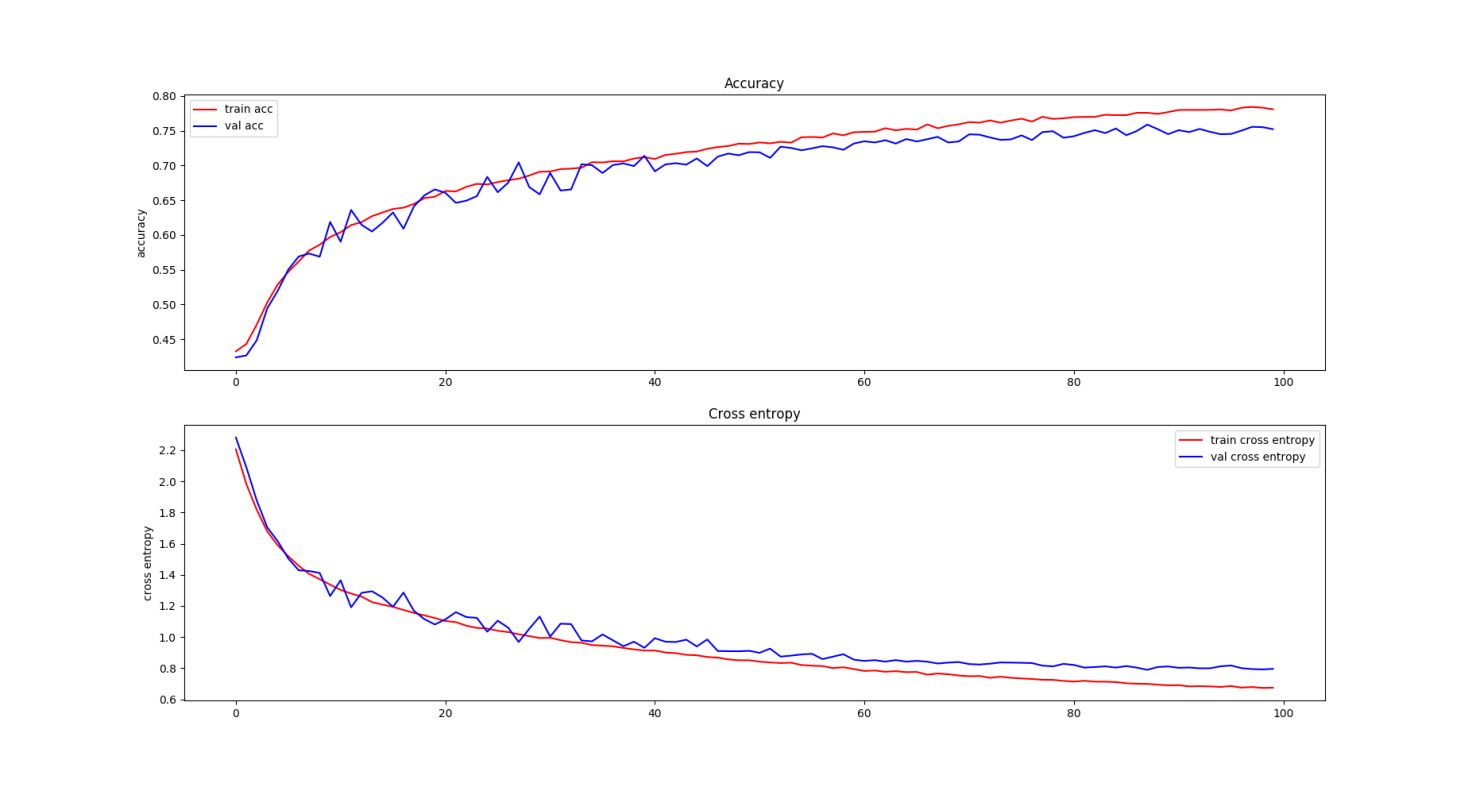 Accuracy
train acc
val acc
accuracy
0.80
0.75
0.70
0.65
0.60
0.55
0.50
0.45
0 20 40 60 80 100
Cross entropy
train cross entropy
val cross entropy
cross entropy
2.2
2.0
1.8
1.6
1.4
1.2
1.0
0.8
0.6
0 20 40 60 80 100